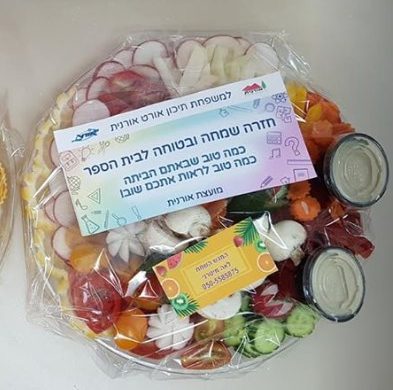 אורנית
למשפחת תיכון אורט אורנית
חזרה שמחה ובטוחה לבית הספר
כמה טוב שבאתם הביתה
כמה טוב לראות אתכם שוב!
מועצת אורנית
050-5585875